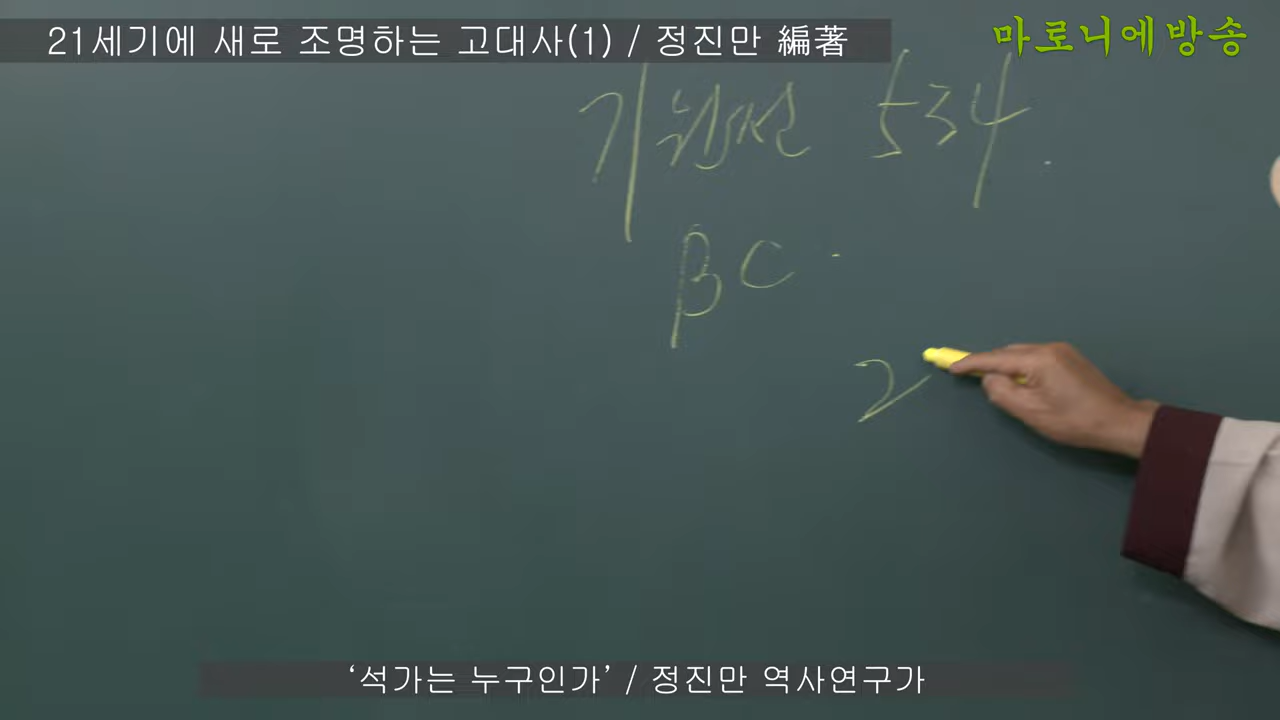 21세기에 새로 조명하는 고대사(1) / 정진만 編著
마로니에방송
기원전 534.
BC.
2
‘석가는 누구인가’ / 정진만 역사연구가